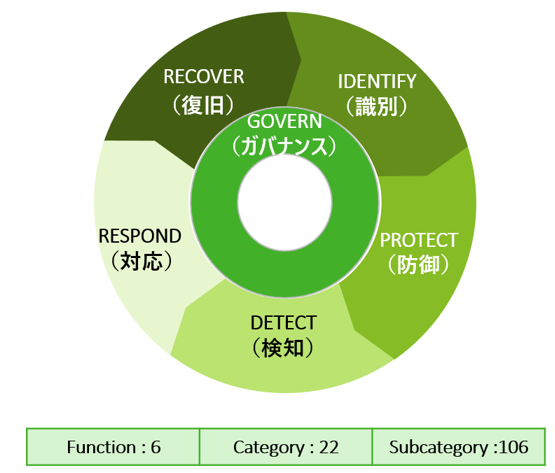 RECOVER
（復旧）
IDENTIFY
（識別）
GOVERN
（ガバナンス）
RESPOND
（対応）
PROTECT
（防御）
DETECT
（検知）
Function : 6
Category : 22
Subcategory :106